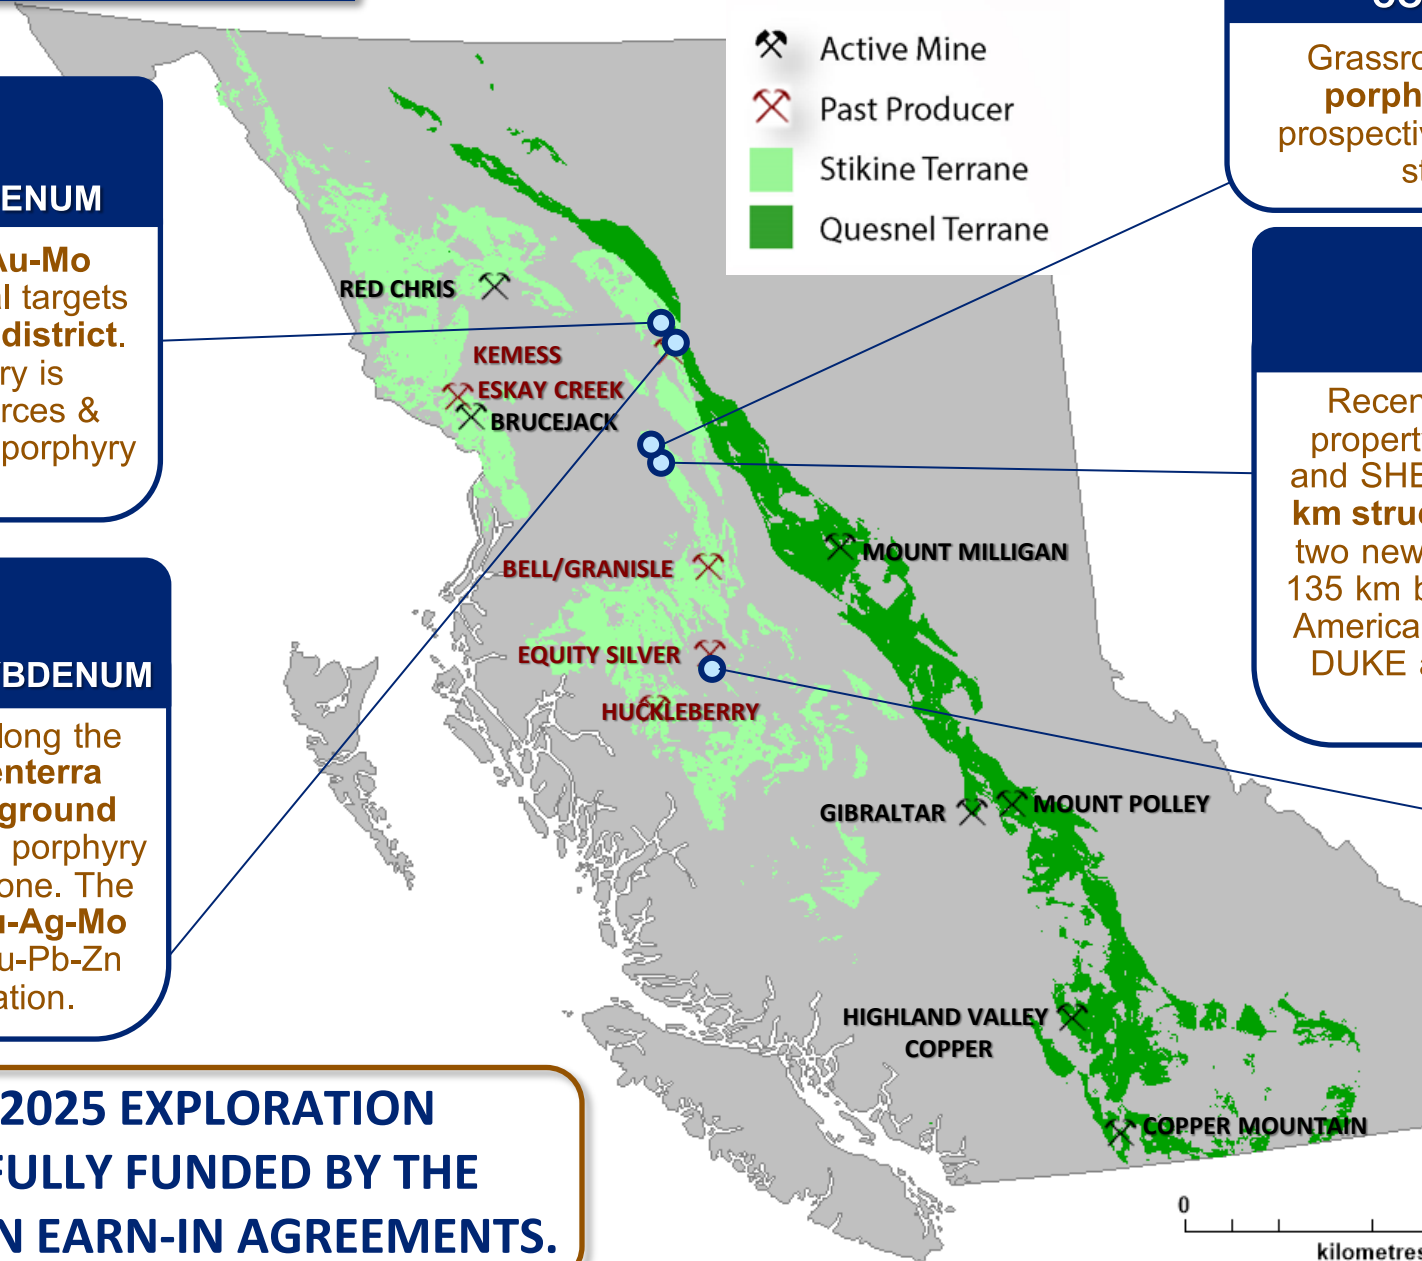 Active Mine
Past Producer
Stikine Terrane
Quesnel Terrane
porph
prospectiv
st
ENUM
Au-Mo
al targets
district.
ry is
rces &
porphyry
BDENUM
long the
enterra
ground
porphyry
one. The
u-Ag-Mo
u-Pb-Zn
ation.
Grassro
Recen
propert
and SHE
km struc
two new
135 km b
America
DUKE a
RED CHRIS
KEMESS
ESKAY CREEK
BRUCEJACK
MOUNT MILLIGAN
BELL/GRANISLE
EQUITY SILVER
HUCKLEBERRY
GIBRALTAR
MOUNT POLLEY
HIGHLAND VALLEY
COPPER
COPPER MOUNTAIN
2025 EXPLORATION
FULLY FUNDED BY THE
N EARN-IN AGREEMENTS.
0
kilometres